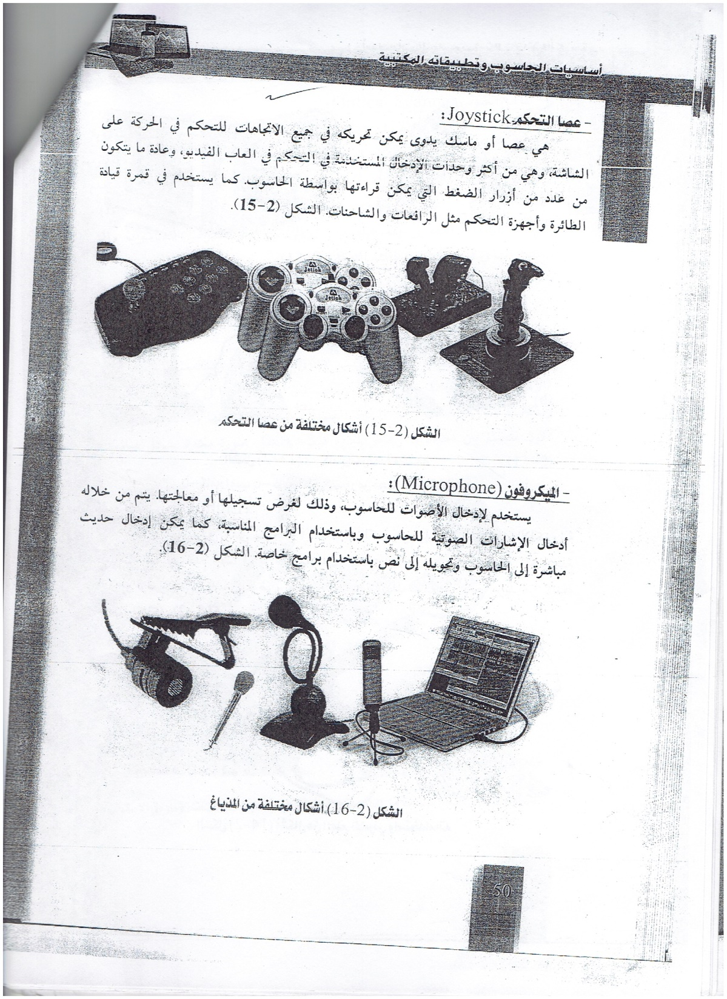 أساسيات الحاسوب وتطبيقاته المكتبية
- عصا التحكم Joystick:
هي عصا أو ماسك يدوى يمكن تحريكه في جميع الاتجاهات للتحكم في الحركة على
الشاشة، وهي من أكثر وحدات الإدخال المستخدمة في التحكم في العاب الفيديو، وعادة ما يتكون
من عدد من أزرار الضغط التي يمكن قراءتها بواسطة الحاسوب. كما يستخدم في قمرة قيادة
الطائرة وأجهزة التحكم مثل الرافعات والشاحنات. الشكل (2-15).
Jetion
Jetion
الشكل (2-15) أشكال مختلفة من عصا التحكم
- الميكروفون (Microphone):
يستخدم لإدخال الأصوات للحاسوب، وذلك لغرض تسجيلها أو معالجتها. يتم من خلاله
أدخال الإشارات الصوتية للحاسوب وباستخدام البرامج المناسبة، كما يمكن إدخال حديث
مباشرة إلى الحاسوب وتحويله إلى نص باستخدام برامج خاصة. الشكل (2-16).
الشكل (2-16) أشكال مختلفة من المذياغ
50